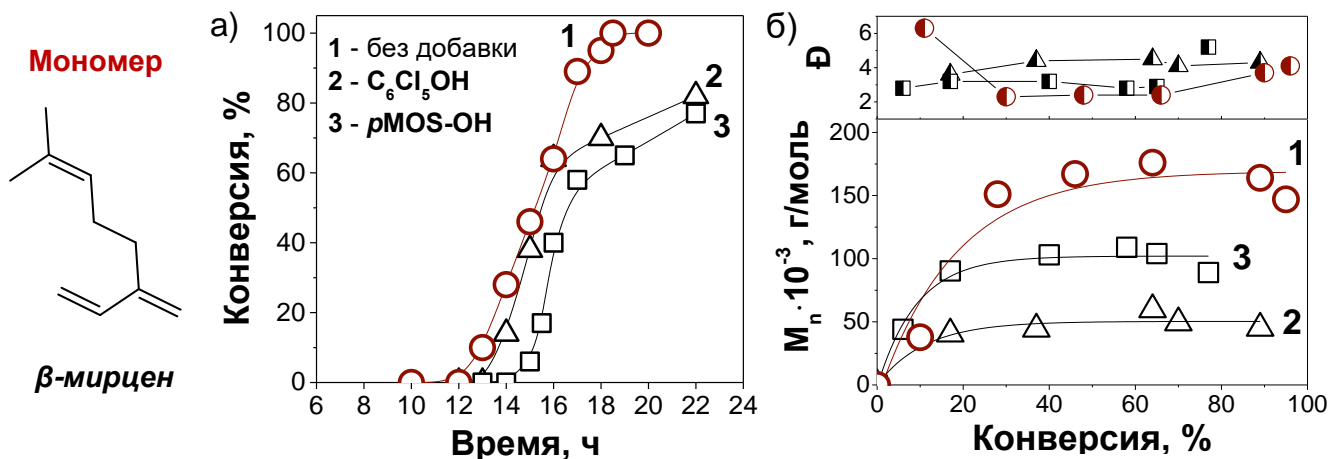 Мономер
β-мирцен
а)
1 - без добавки
2 - C₆Cl₅OH
3 - pMOS-OH
1
2
3
100
80
60
40
20
0
6 8 10 12 14 16 18 20 22 24
Конверсия, %
Время, ч
б)
Đ
6
4
2
200
150
100
50
0
Mₙ·10⁻³, г/моль
1
3
2
0 20 40 60 80 100
Конверсия, %